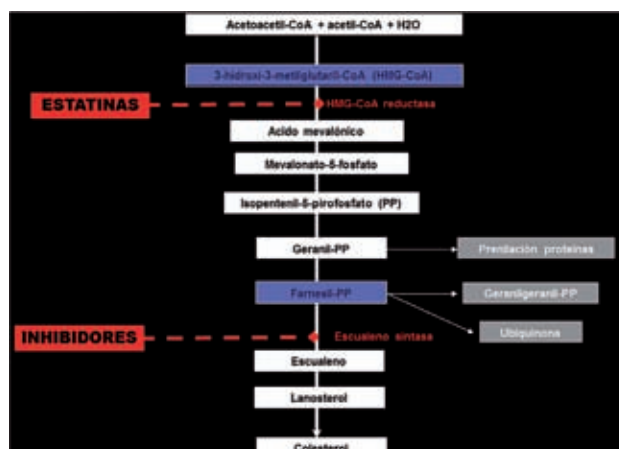 Acetoacetil-CoA + acetil-CoA + H2O
3-hidroxi-3-metilglutaril-CoA (HMG-CoA)
ESTATINAS
HMG-CoA reductasa
Acido mevalónico
Mevalonato-5-fosfato
Isopentenil-5-pirofosfato (PP)
Geranil-PP
Prenilación proteinas
Farnesil-PP
Geranilgeranil-PP
Ubiquinona
INHIBIDORES
Escualeno sintasa
Escualeno
Lanosterol
Colesterol